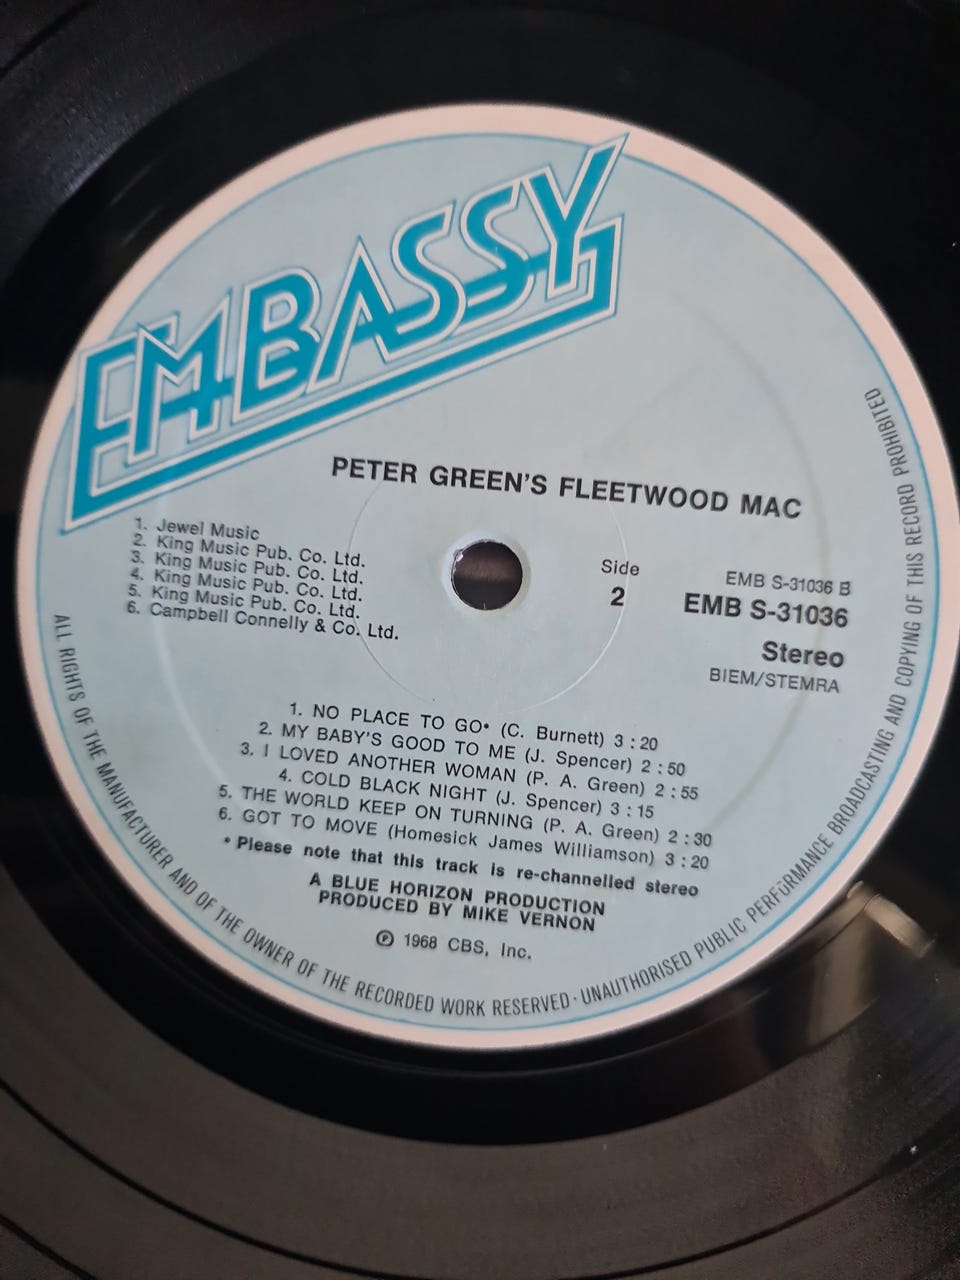 EMBASSY
PETER GREEN'S FLEETWOOD MAC
1. Jewel Music
2. King Music Pub. Co. Ltd.
3. King Music Pub. Co. Ltd.
4. King Music Pub. Co. Ltd.
5. King Music Pub. Co. Ltd.
6. Campbell Connelly & Co. Ltd.
Side
2
EMB S-31036 B
EMB S-31036
Stereo
BIEM/STEMRA
1. NO PLACE TO GO* (C. Burnett) 3:20
2. MY BABY'S GOOD TO ME (J. Spencer) 2:50
3. I LOVED ANOTHER WOMAN (P. A. Green) 2:55
4. COLD BLACK NIGHT (J. Spencer) 3:15
5. THE WORLD KEEP ON TURNING (P. A. Green) 2:30
6. GOT TO MOVE (Homesick James Williamson) 3:20
* Please note that this track is re-channelled stereo
A BLUE HORIZON PRODUCTION
PRODUCED BY MIKE VERNON
℗ 1968 CBS, Inc.
ALL RIGHTS OF THE MANUFACTURER AND OF THE OWNER OF THE RECORDED WORK RESERVED · UNAUTHORISED PUBLIC PERFORMANCE BROADCASTING AND COPYING OF THIS RECORD PROHIBITED